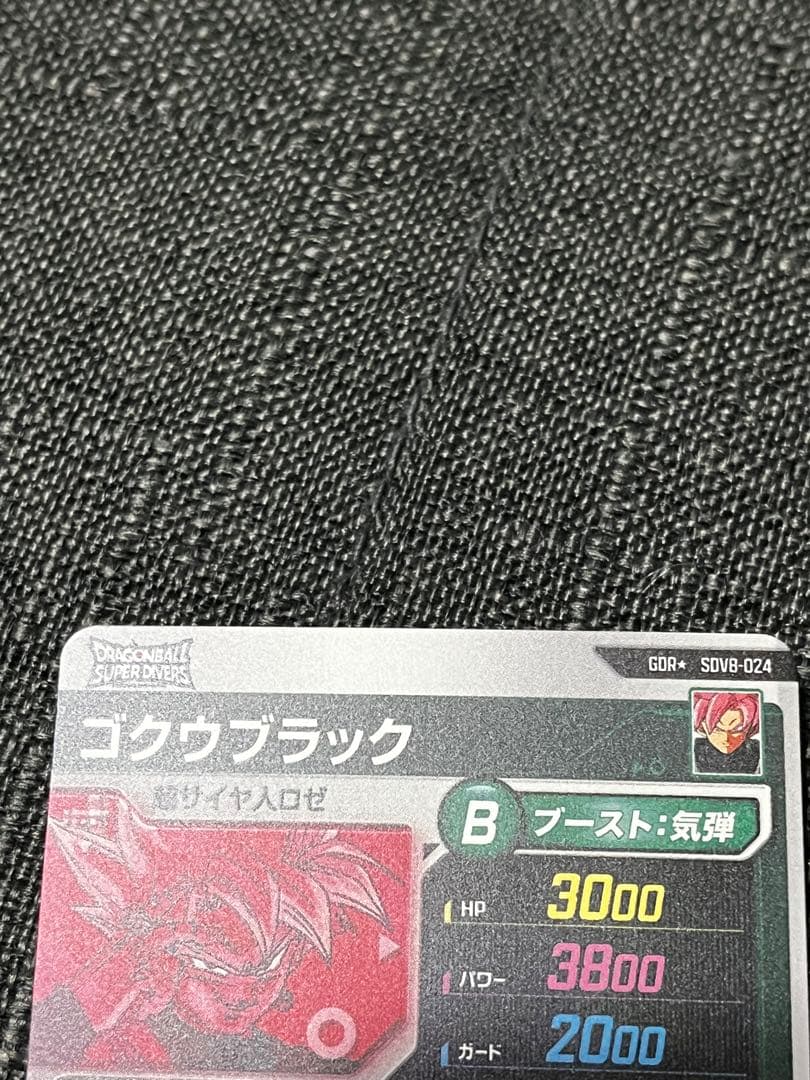 DRAGONBALL
SUPER DIVERS
GDR★ SDVB-024
ゴクウブラック
超サイヤ人ロゼ
B ブースト:気弾
HP 3000
パワー 3800
ガード 2000